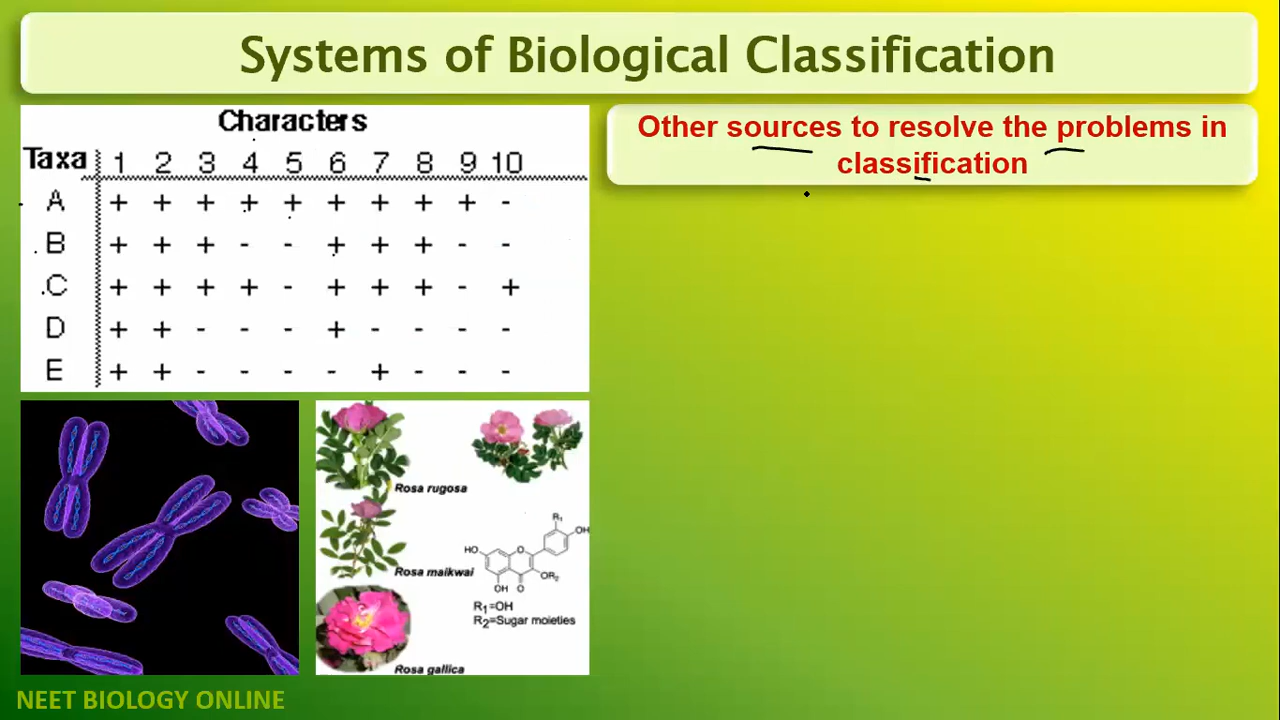 Systems of Biological Classification
Characters
Taxa 1 2 3 4 5 6 7 8 9 10
A + + + + + + + + + -
B + + + - - + + + - -
C + + + + - + + + - +
D + + - - - + - - - -
E + + - - - - + - - -
Other sources to resolve the problems in
classification
Rosa rugosa
Rosa maikwai
Rosa gallica
R1
OH
HO
O
OR2
OH O
R1=OH
R2=Sugar moieties
NEET BIOLOGY ONLINE